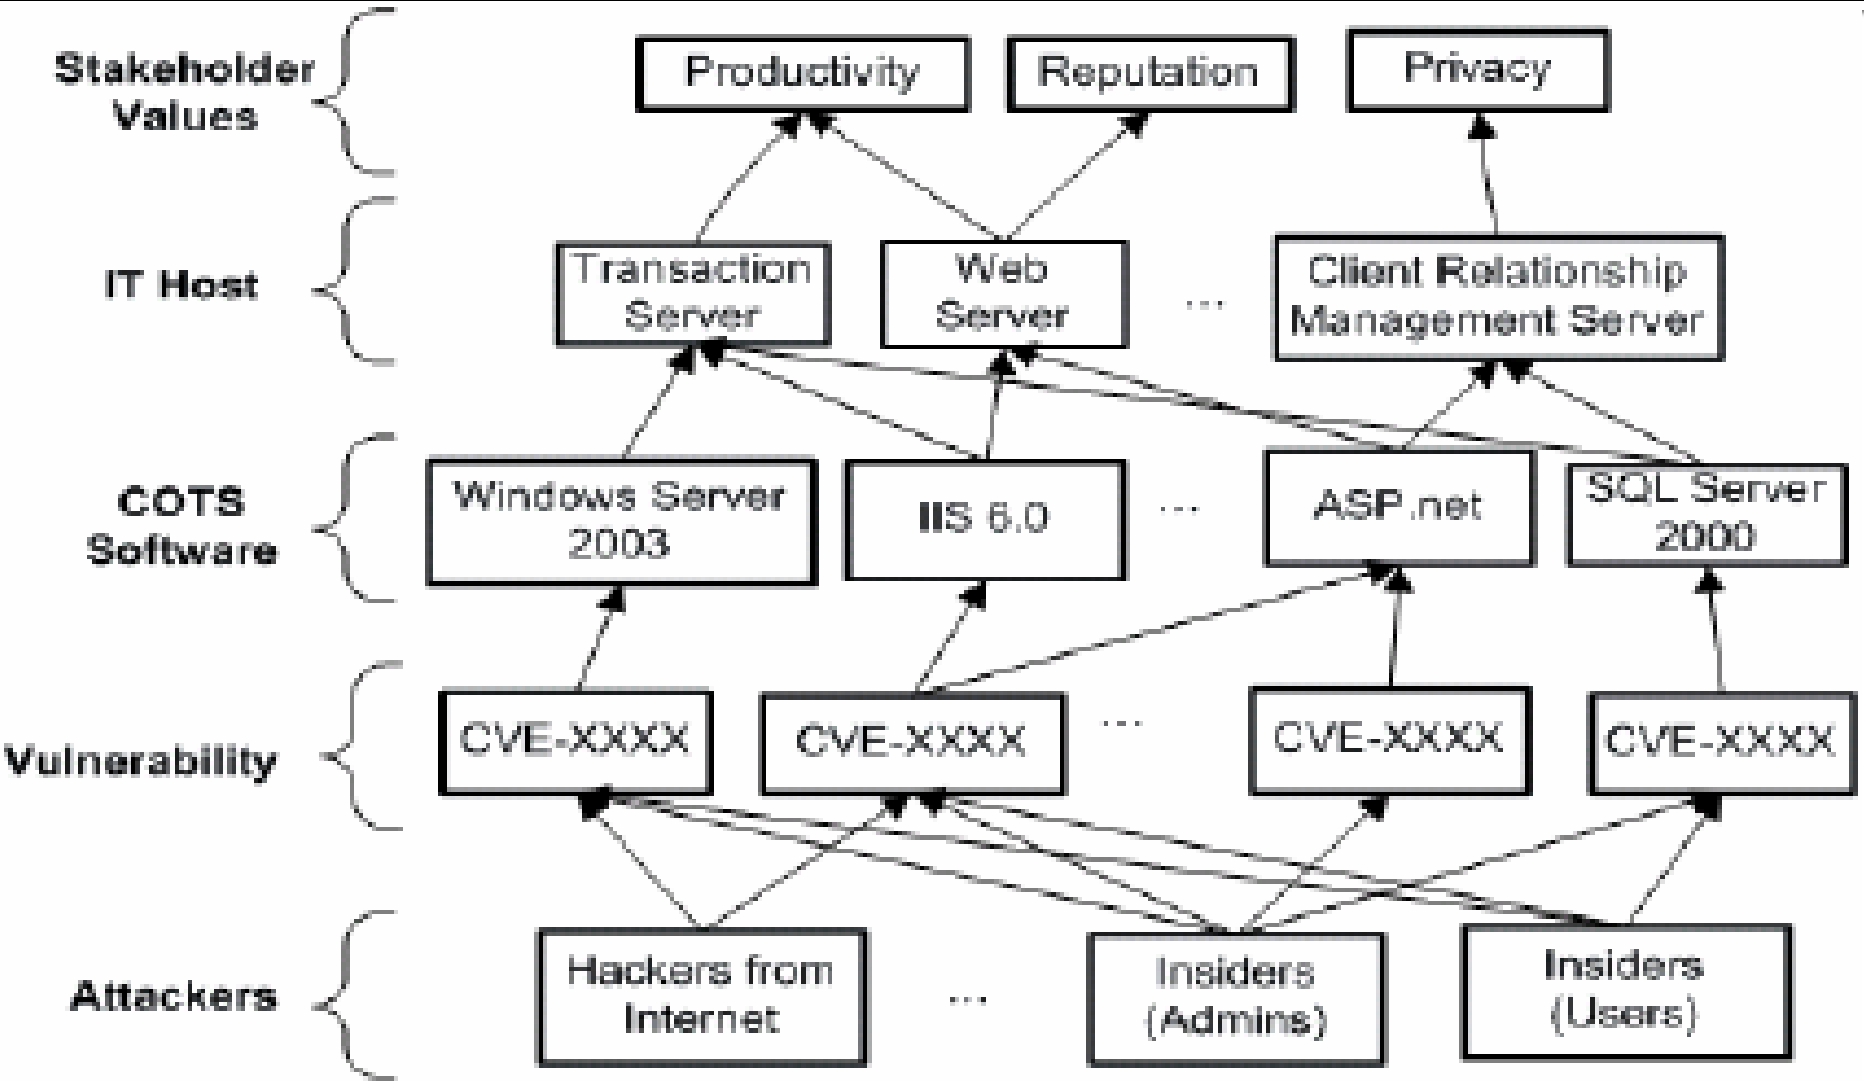 Stakeholder
Values
Productivity
Reputation
Privacy
IT Host
Transaction
Server
Web
Server
...
Client Relationship
Management Server
COTS
Software
Windows Server
2003
IIS 6.0
...
ASP.net
SQL Server
2000
Vulnerability
CVE-XXXX
CVE-XXXX
...
CVE-XXXX
CVE-XXXX
Attackers
Hackers from
Internet
...
Insiders
(Admins)
Insiders
(Users)